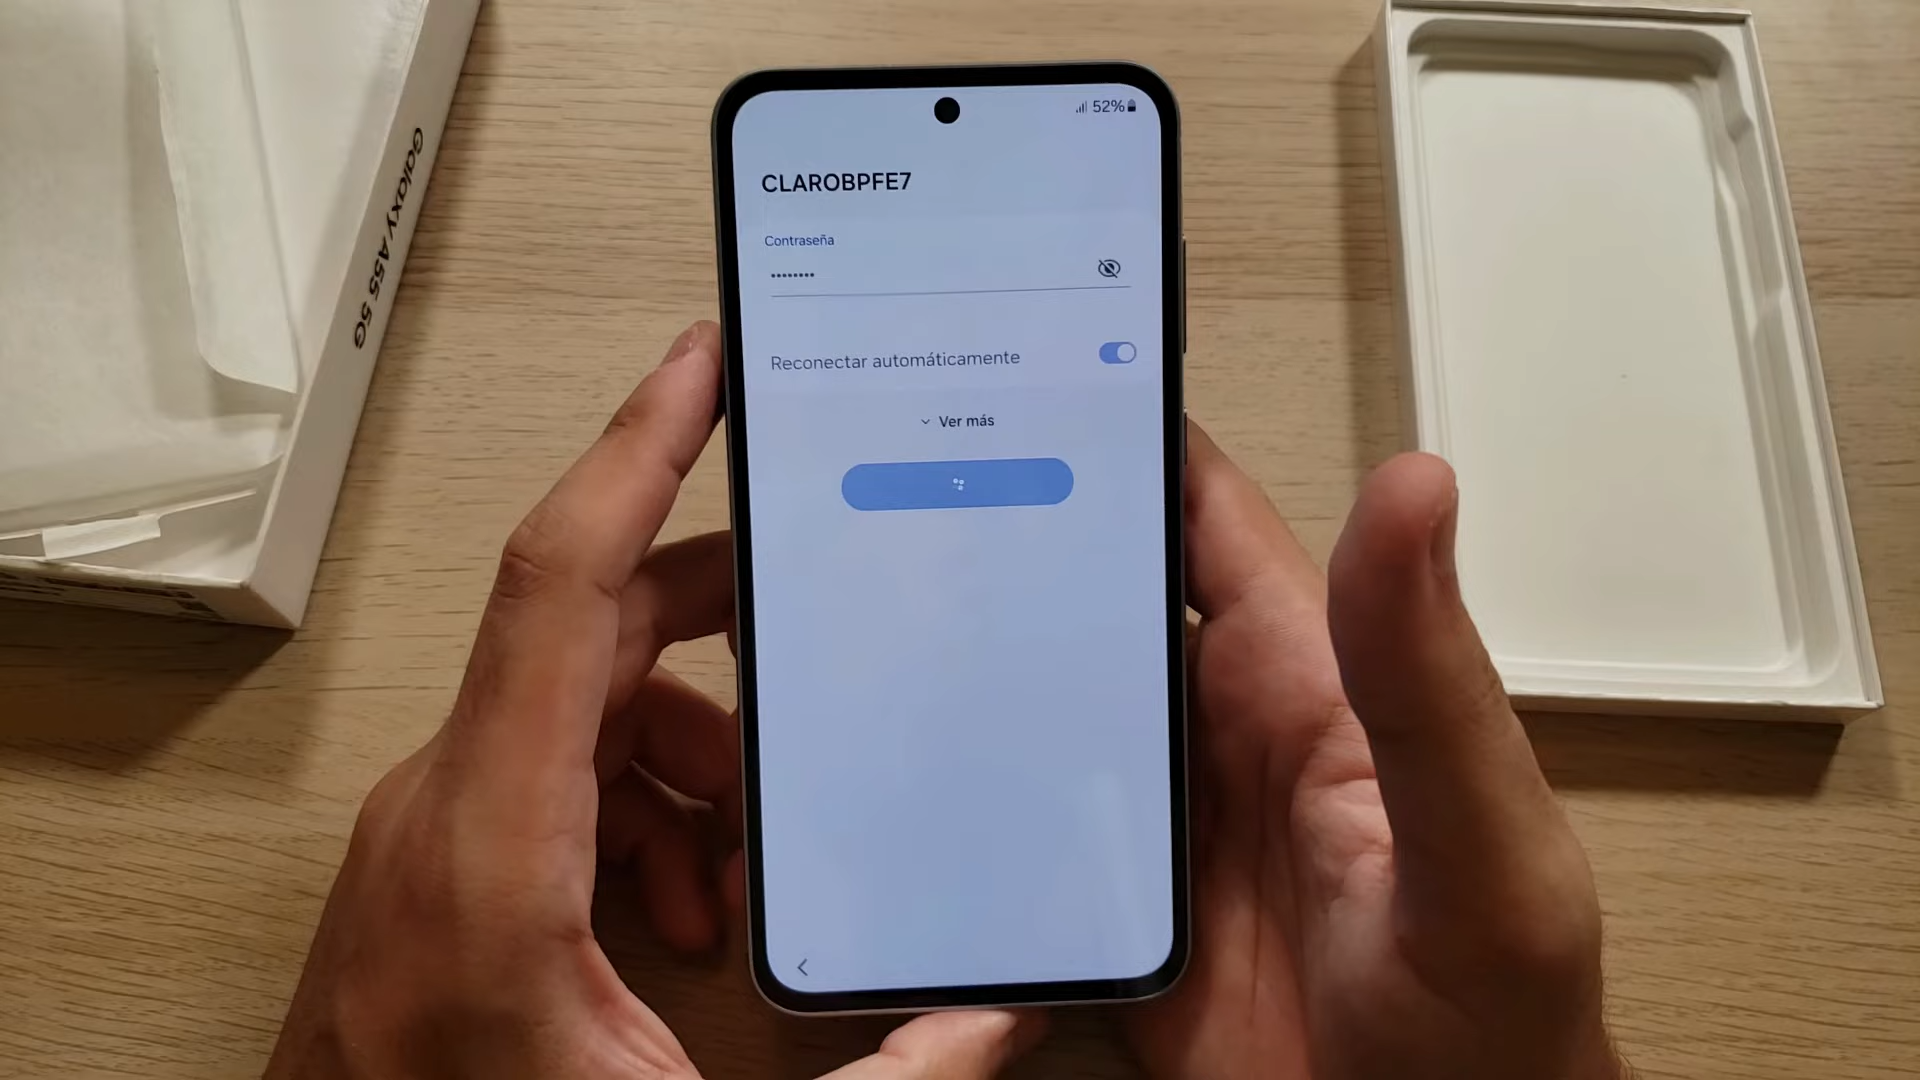 Galaxy A55 5G
52%
CLAROBPFE7
Contraseña
••••••••
Reconectar automáticamente
Ver más